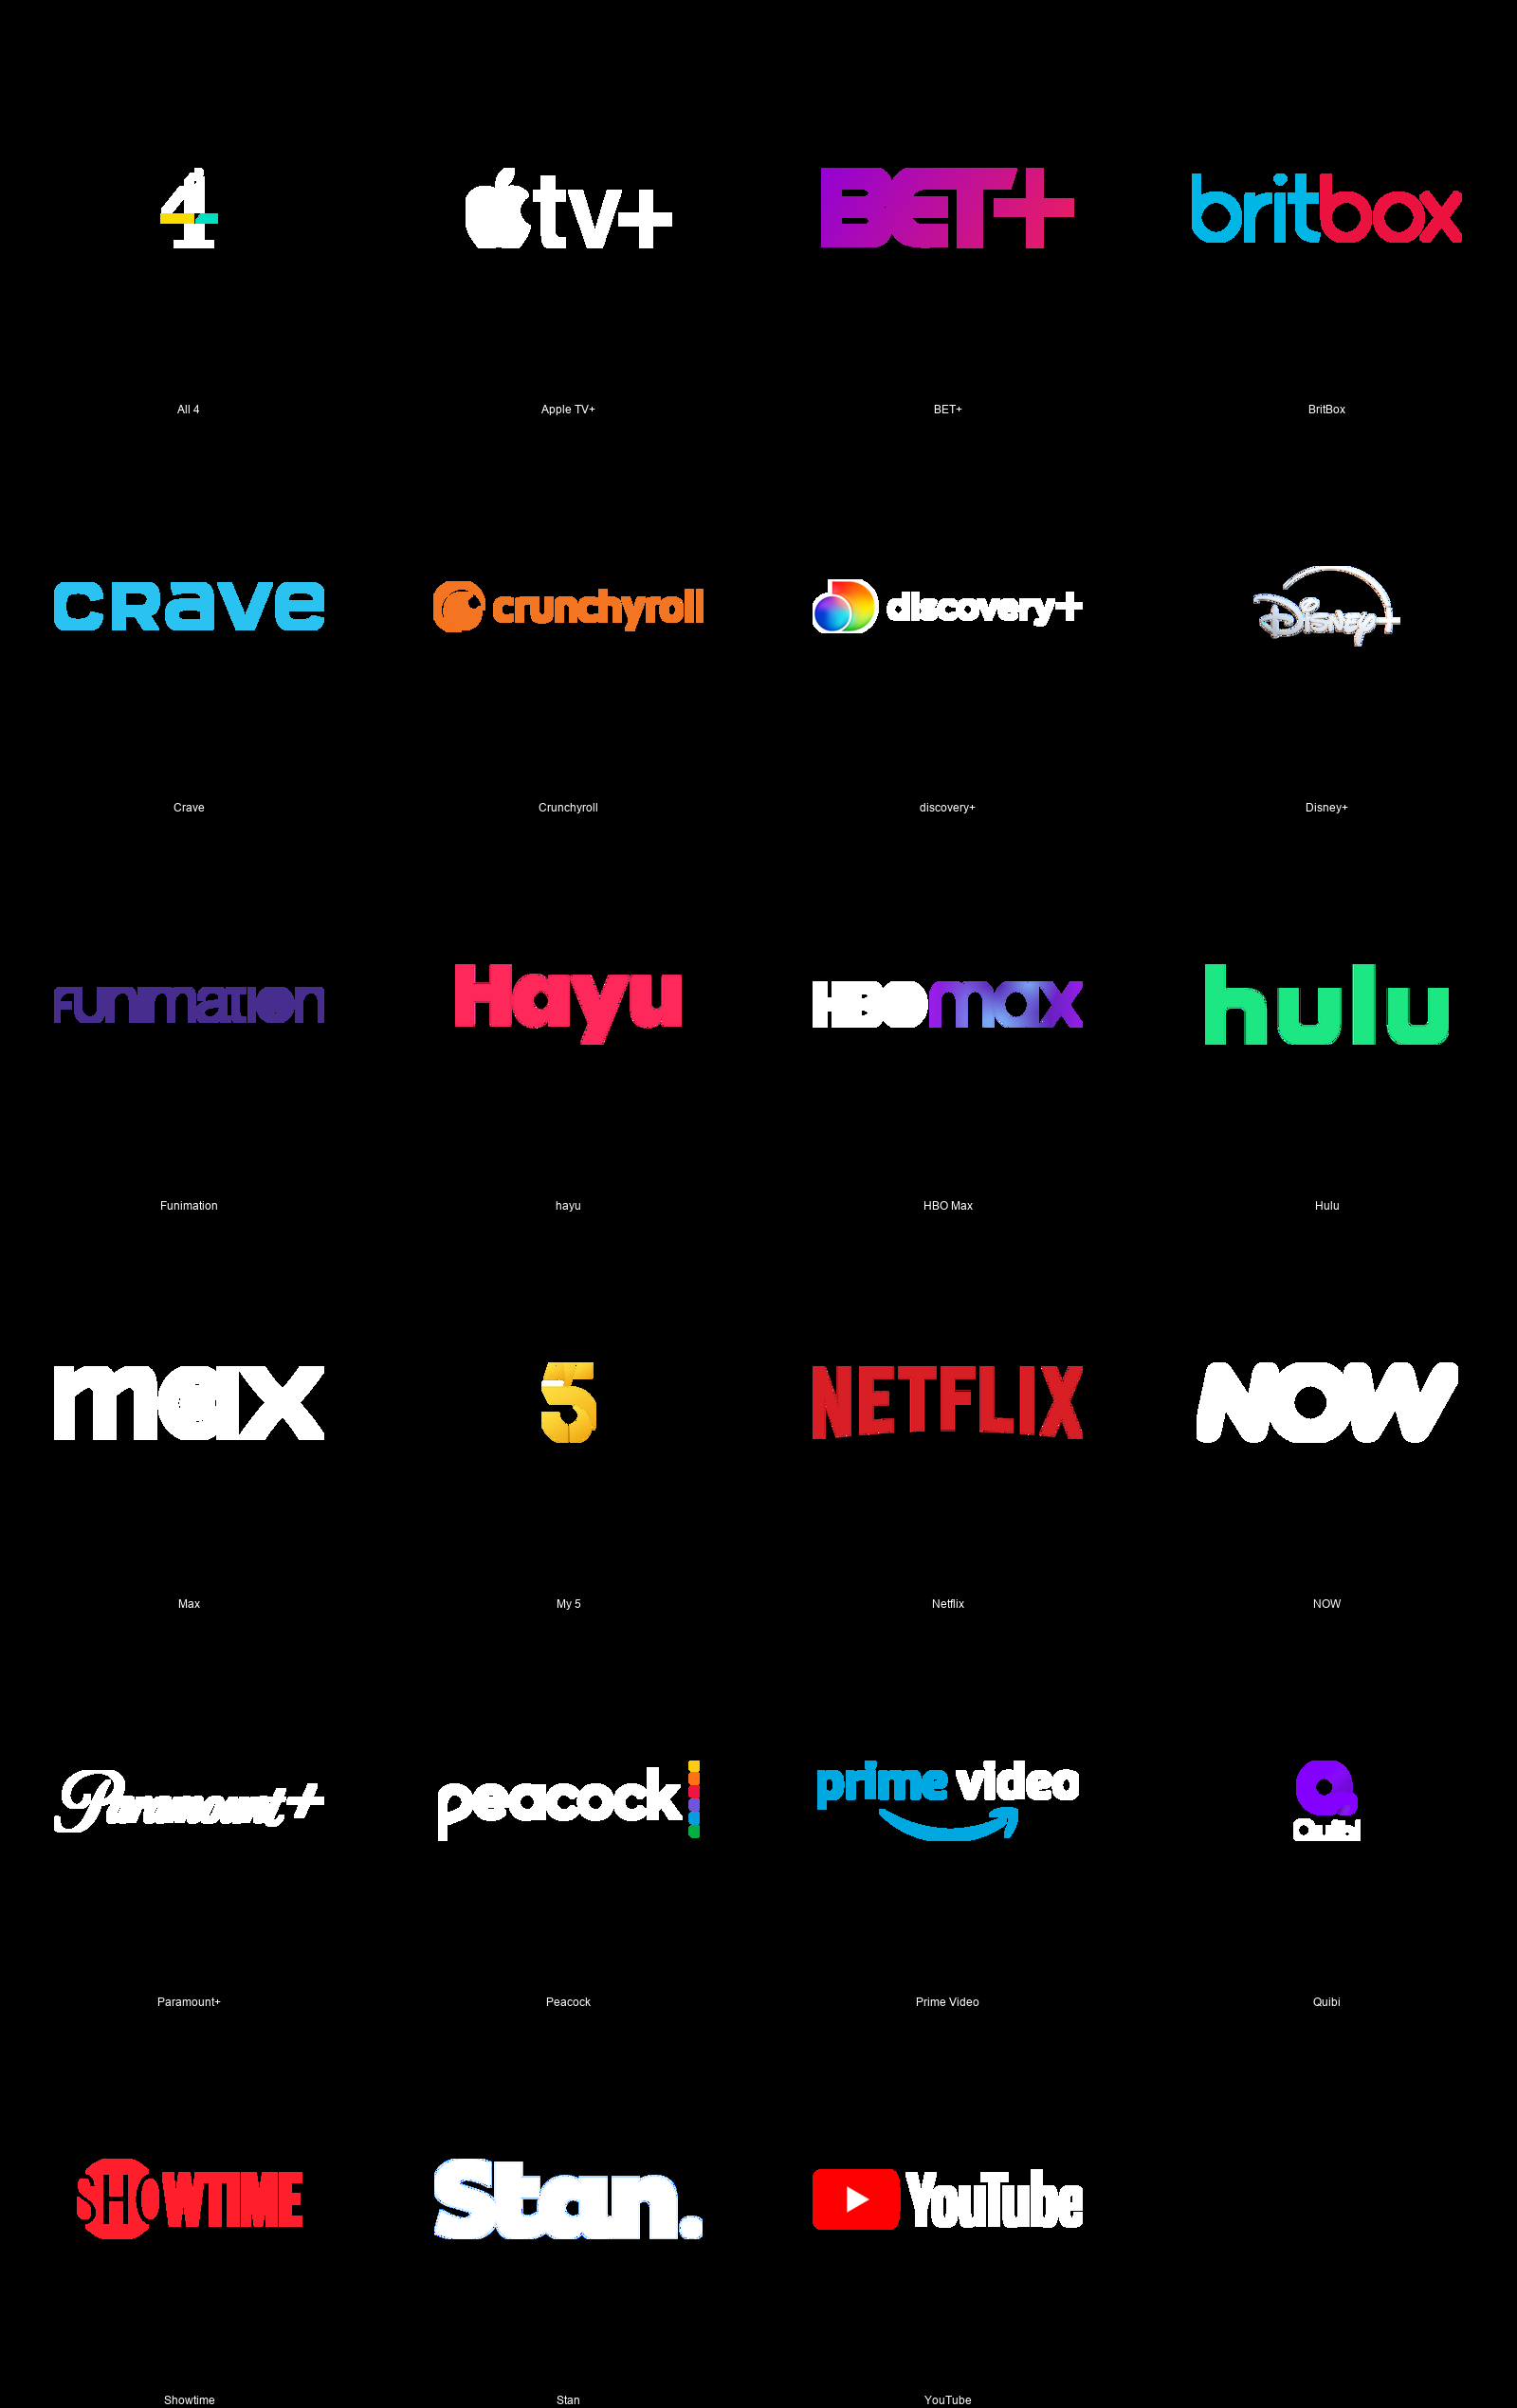 4 tv+ BET+ britbox
All 4 Apple TV+ BET+ BritBox
crave crunchyroll discovery+ Disney+
Crave Crunchyroll discovery+ Disney+
Funimation Hayu HBOmax hulu
Funimation hayu HBO Max Hulu
max 5 NETFLIX NOW
Max My 5 Netflix NOW
Paramount+ peacock prime video Quibi
Paramount+ Peacock Prime Video Quibi
SHOWTIME Stan. YouTube
Showtime Stan YouTube